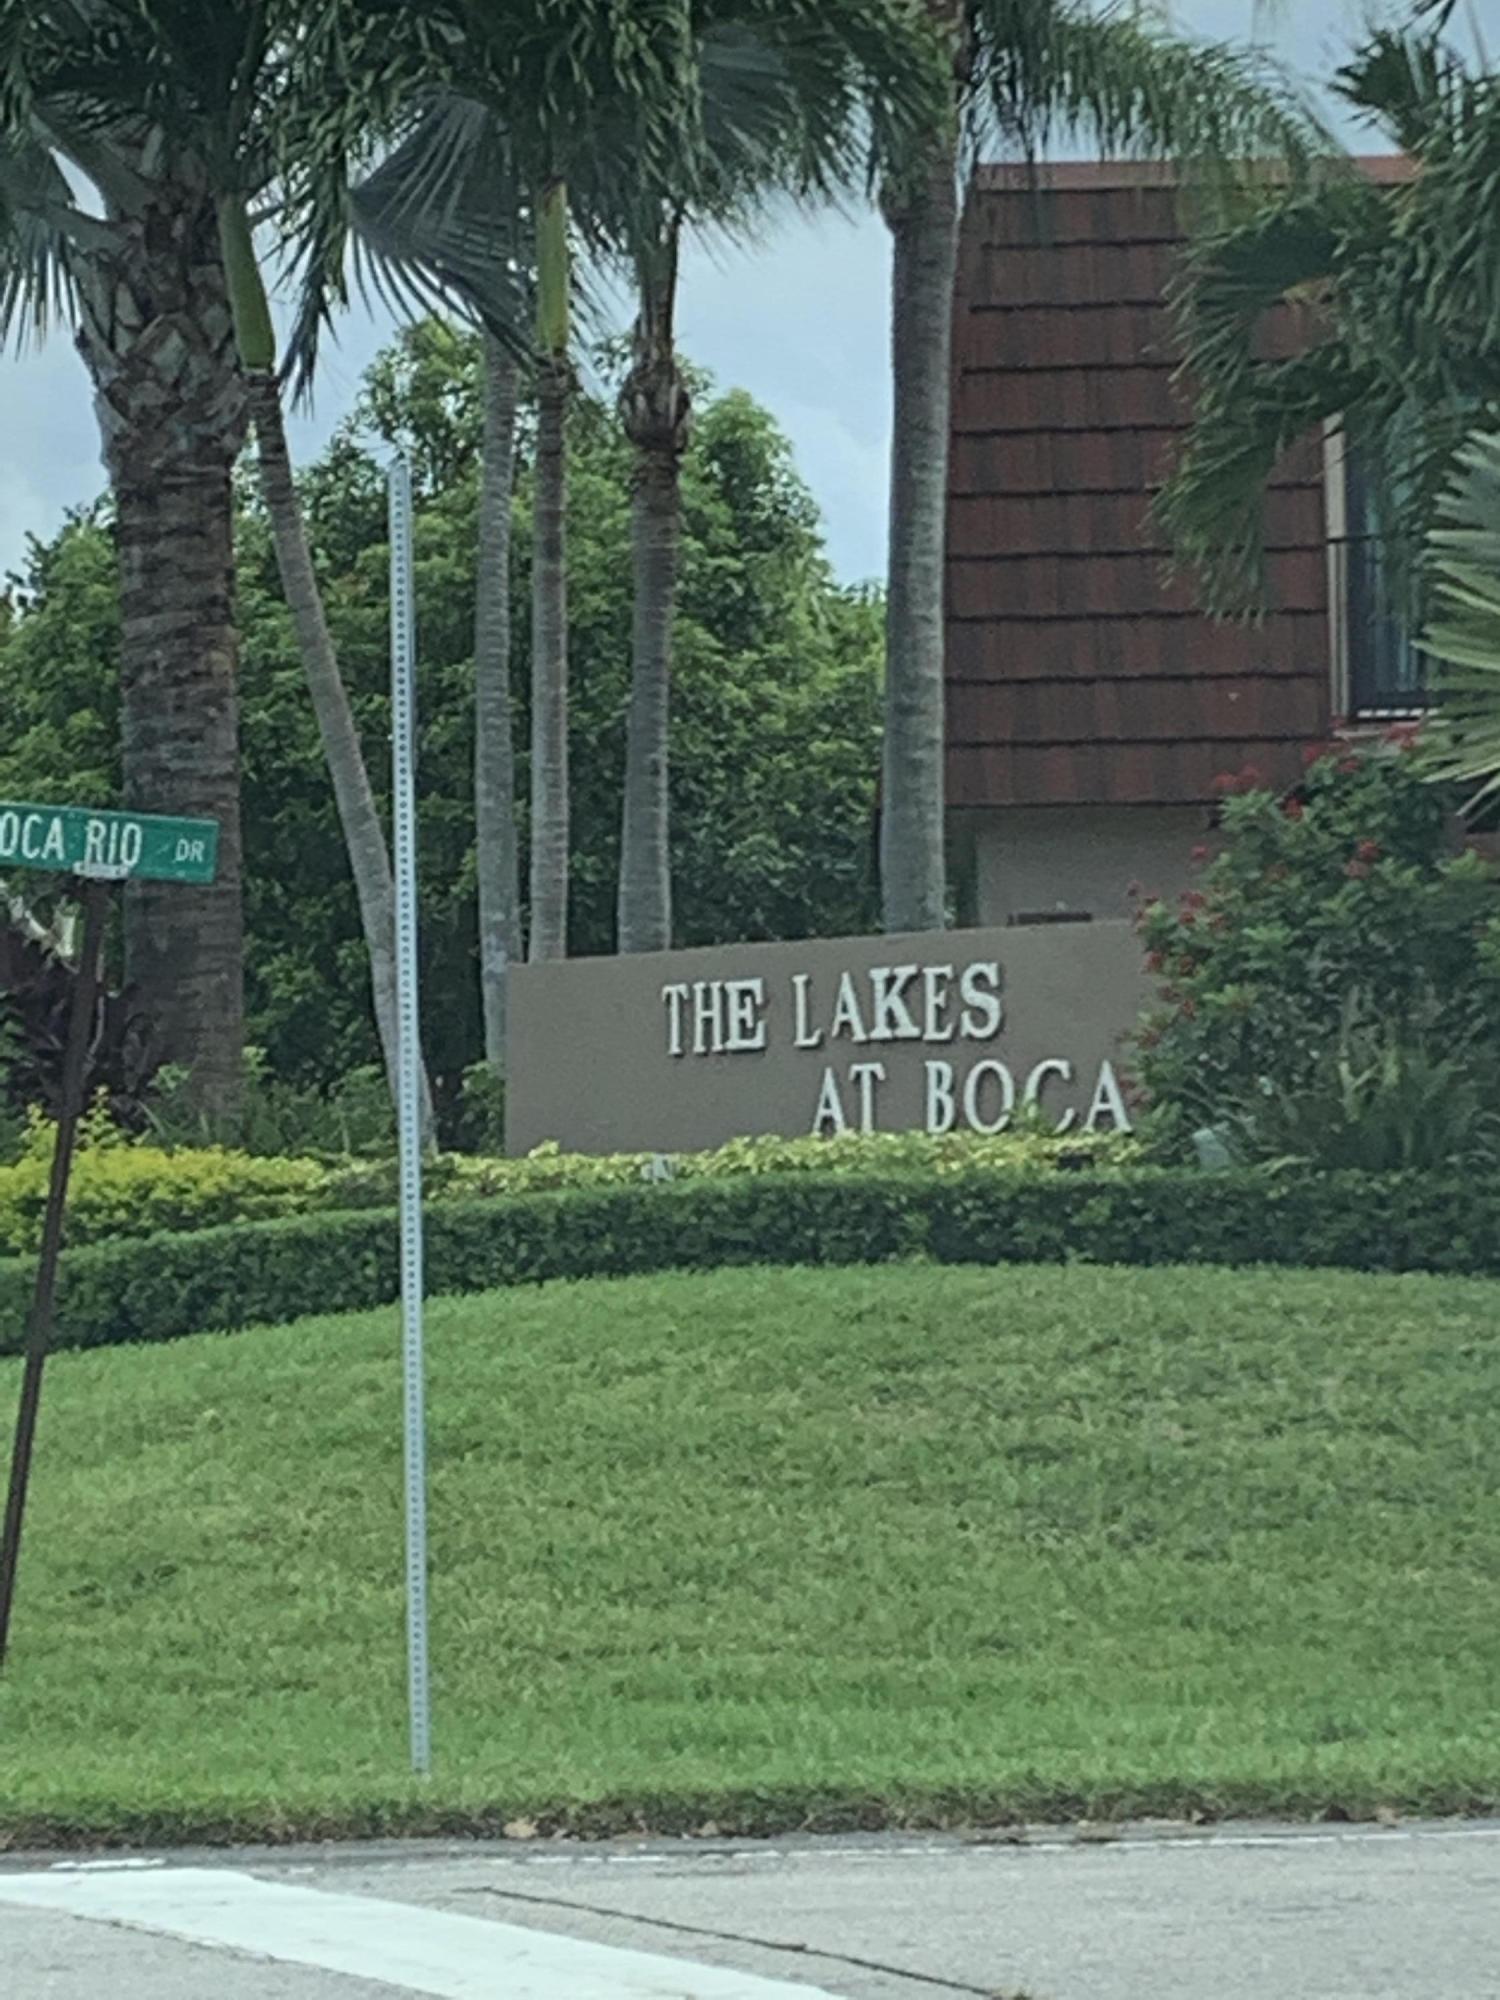 OCA RIO DR
THE LAKES
AT BOCA